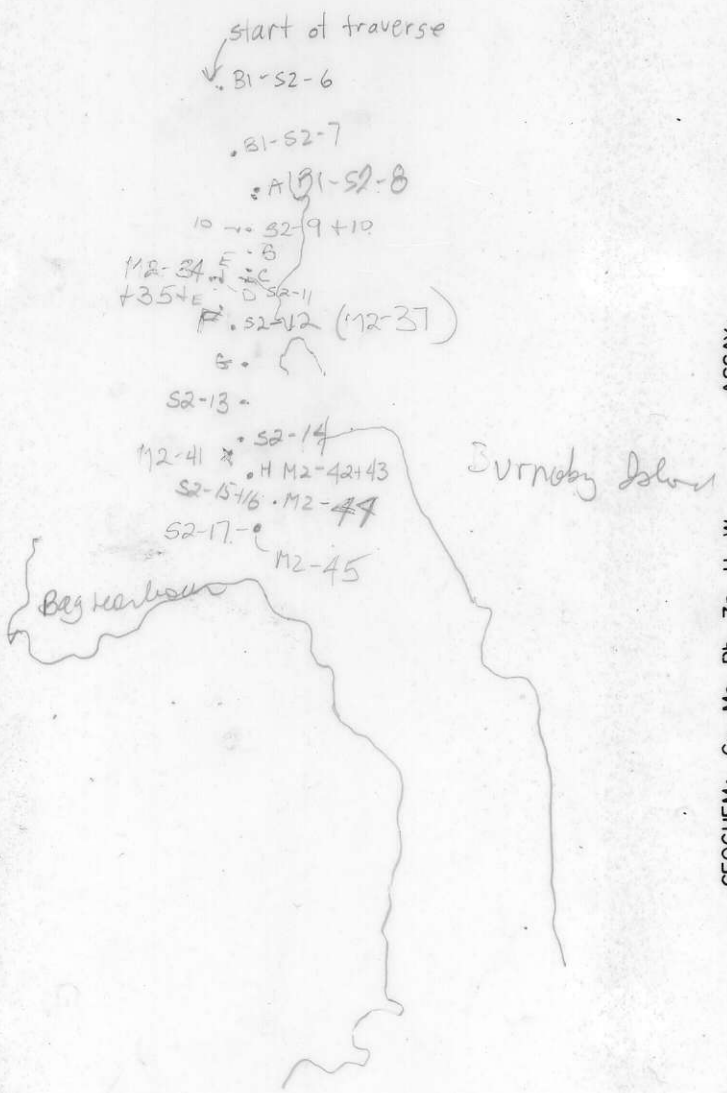 start of traverse
B1-S2-6
B1-S2-7
A B1-S2-8
10 S2-9+10
B
M2-34 E C
+35+E D S2-11
F S2-12 (M2-37)
G
S2-13
S2-14
M2-41 x
H M2-42+43
S2-15+16 M2-44
S2-17
M2-45
Burnaby
Bag
ASSAY
GEOCHEM: